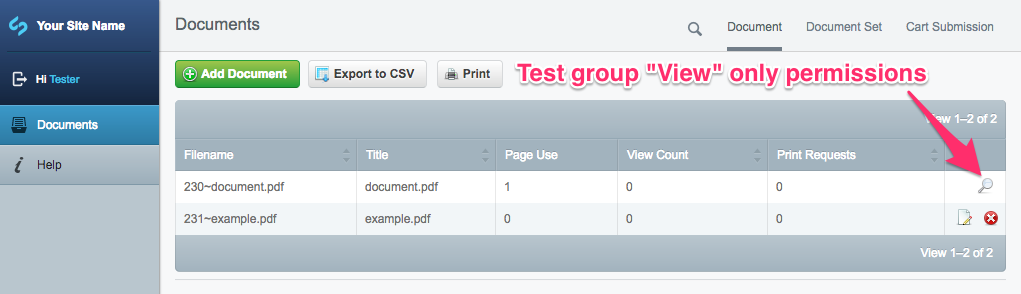 Your Site Name
Hi Tester
Documents
Help
Documents
Document Document Set Cart Submission
Add Document Export to CSV Print
Test group "View" only permissions
View 1–2 of 2
Filename Title Page Use View Count Print Requests
230~document.pdf document.pdf 1 0 0
231~example.pdf example.pdf 0 0 0
View 1–2 of 2